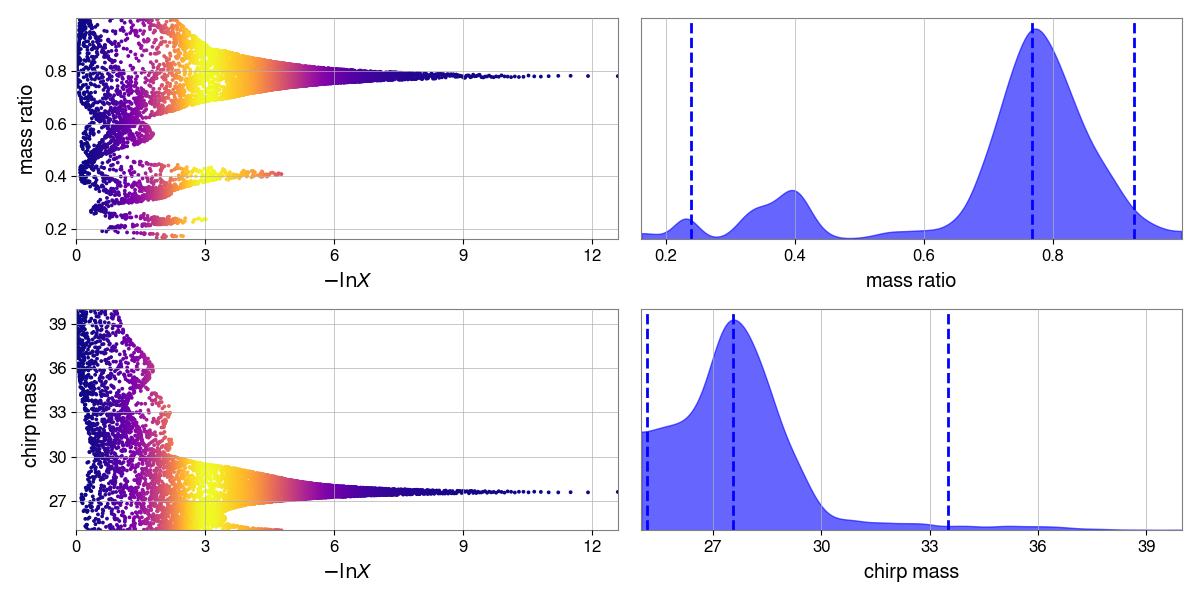 mass ratio
0.8
0.6
0.4
0.2
0 3 6 9 12
−lnX
0.2 0.4 0.6 0.8
mass ratio
chirp mass
39
36
33
30
27
0 3 6 9 12
−lnX
27 30 33 36 39
chirp mass